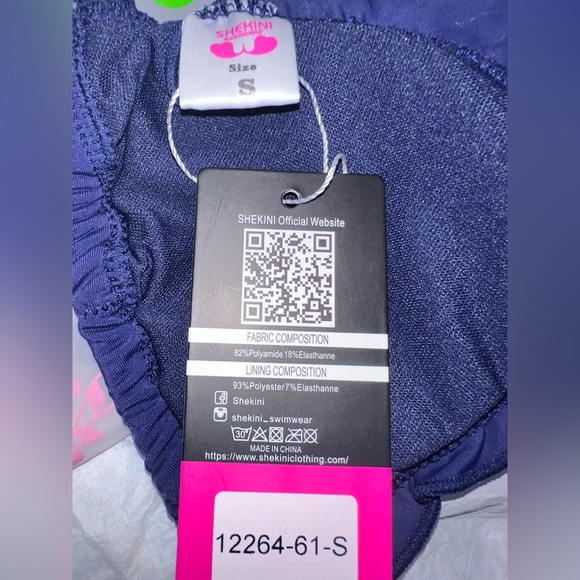 SHEKINI
Size
S
SHEKINI Official Website
FABRIC COMPOSITION
82%Polyamide 18%Elasthanne
LINING COMPOSITION
93%Polyester7%Elasthanne
Shekini
shekini_swimwear
30°
MADE IN CHINA
https://www.shekiniclothing.com/
12264-61-S